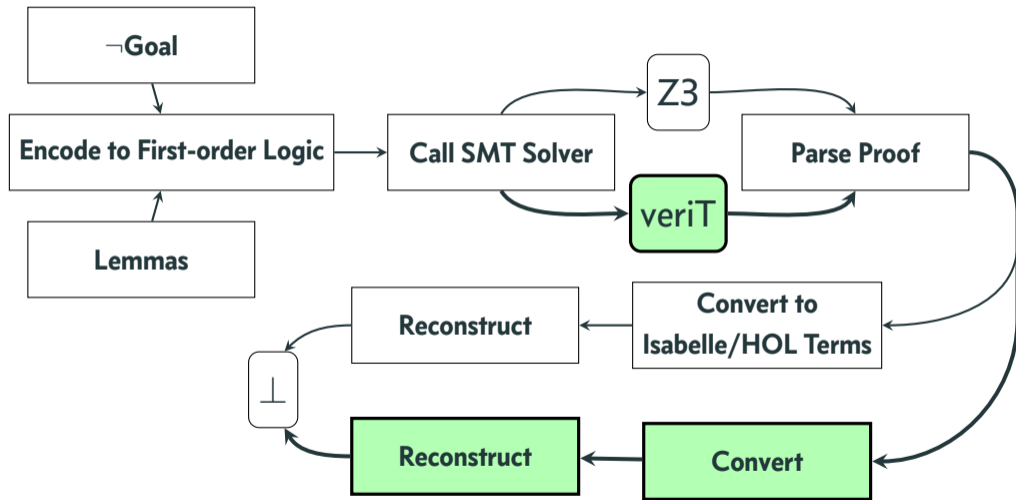 ¬Goal
Encode to First-order Logic
Lemmas
Call SMT Solver
Z3
veriT
Parse Proof
Convert to
Isabelle/HOL Terms
Reconstruct
⊥
Convert
Reconstruct